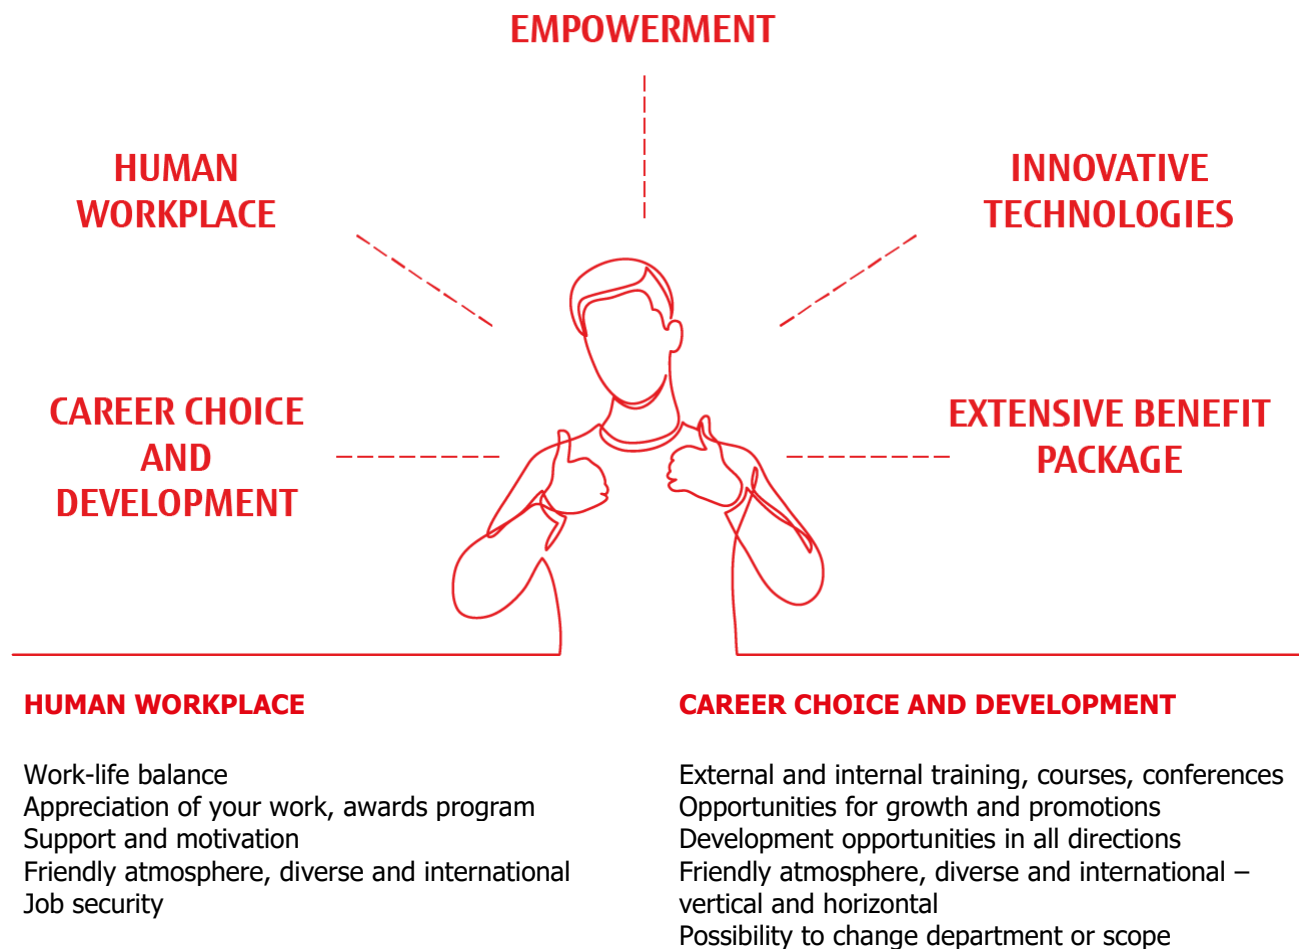 EMPOWERMENT
HUMAN
WORKPLACE
INNOVATIVE
TECHNOLOGIES
CAREER CHOICE
AND
DEVELOPMENT
EXTENSIVE BENEFIT
PACKAGE
HUMAN WORKPLACE
Work-life balance
Appreciation of your work, awards program
Support and motivation
Friendly atmosphere, diverse and international
Job security
CAREER CHOICE AND DEVELOPMENT
External and internal training, courses, conferences
Opportunities for growth and promotions
Development opportunities in all directions
Friendly atmosphere, diverse and international –
vertical and horizontal
Possibility to change department or scope